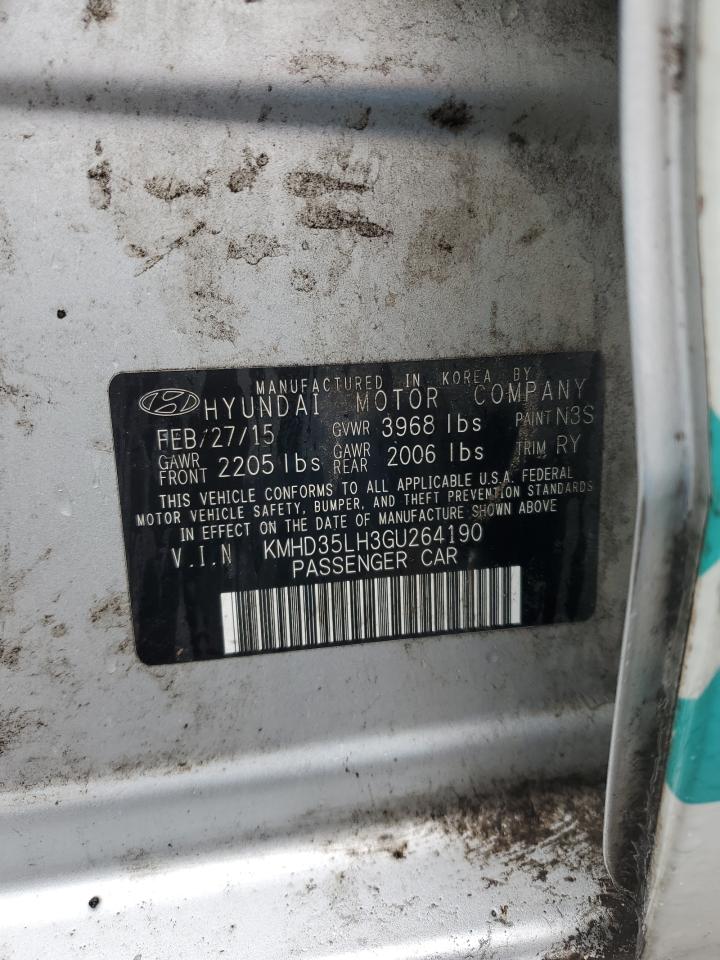 MANUFACTURED IN KOREA BY
HYUNDAI MOTOR COMPANY
FEB/27/15 GVWR 3968 lbs PAINT N3S
GAWR FRONT 2205 lbs GAWR REAR 2006 lbs TRIM RY
THIS VEHICLE CONFORMS TO ALL APPLICABLE U.S.A. FEDERAL
MOTOR VEHICLE SAFETY, BUMPER, AND THEFT PREVENTION STANDARDS
IN EFFECT ON THE DATE OF MANUFACTURE SHOWN ABOVE
V.I.N KMHD35LH3GU264190
PASSENGER CAR